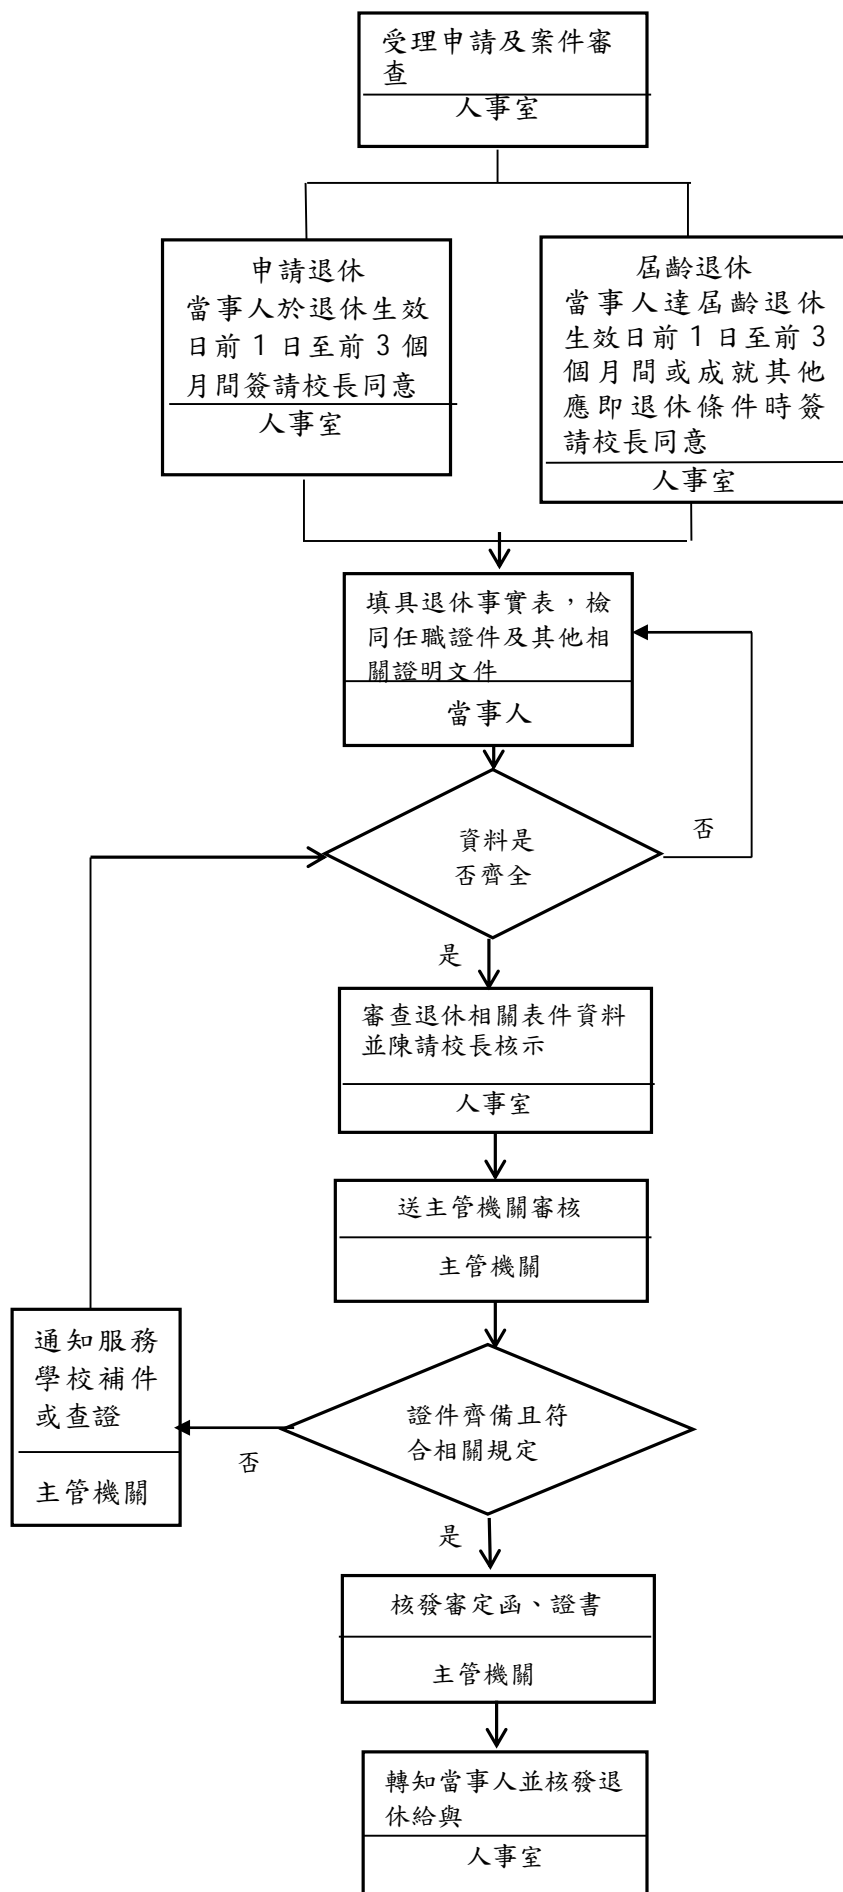 受理申請及案件審
查
人事室
申請退休
當事人於退休生效
日前 1 日至前 3 個
月間簽請校長同意
人事室
屆齡退休
當事人達屆齡退休
生效日前 1 日至前 3
個月間或成就其他
應即退休條件時簽
請校長同意
人事室
填具退休事實表，檢
同任職證件及其他相
關證明文件
當事人
資料是
否齊全
否
是
審查退休相關表件資料
並陳請校長核示
人事室
送主管機關審核
主管機關
通知服務
學校補件
或查證
主管機關
證件齊備且符
合相關規定
否
是
核發審定函、證書
主管機關
轉知當事人並核發退
休給與
人事室